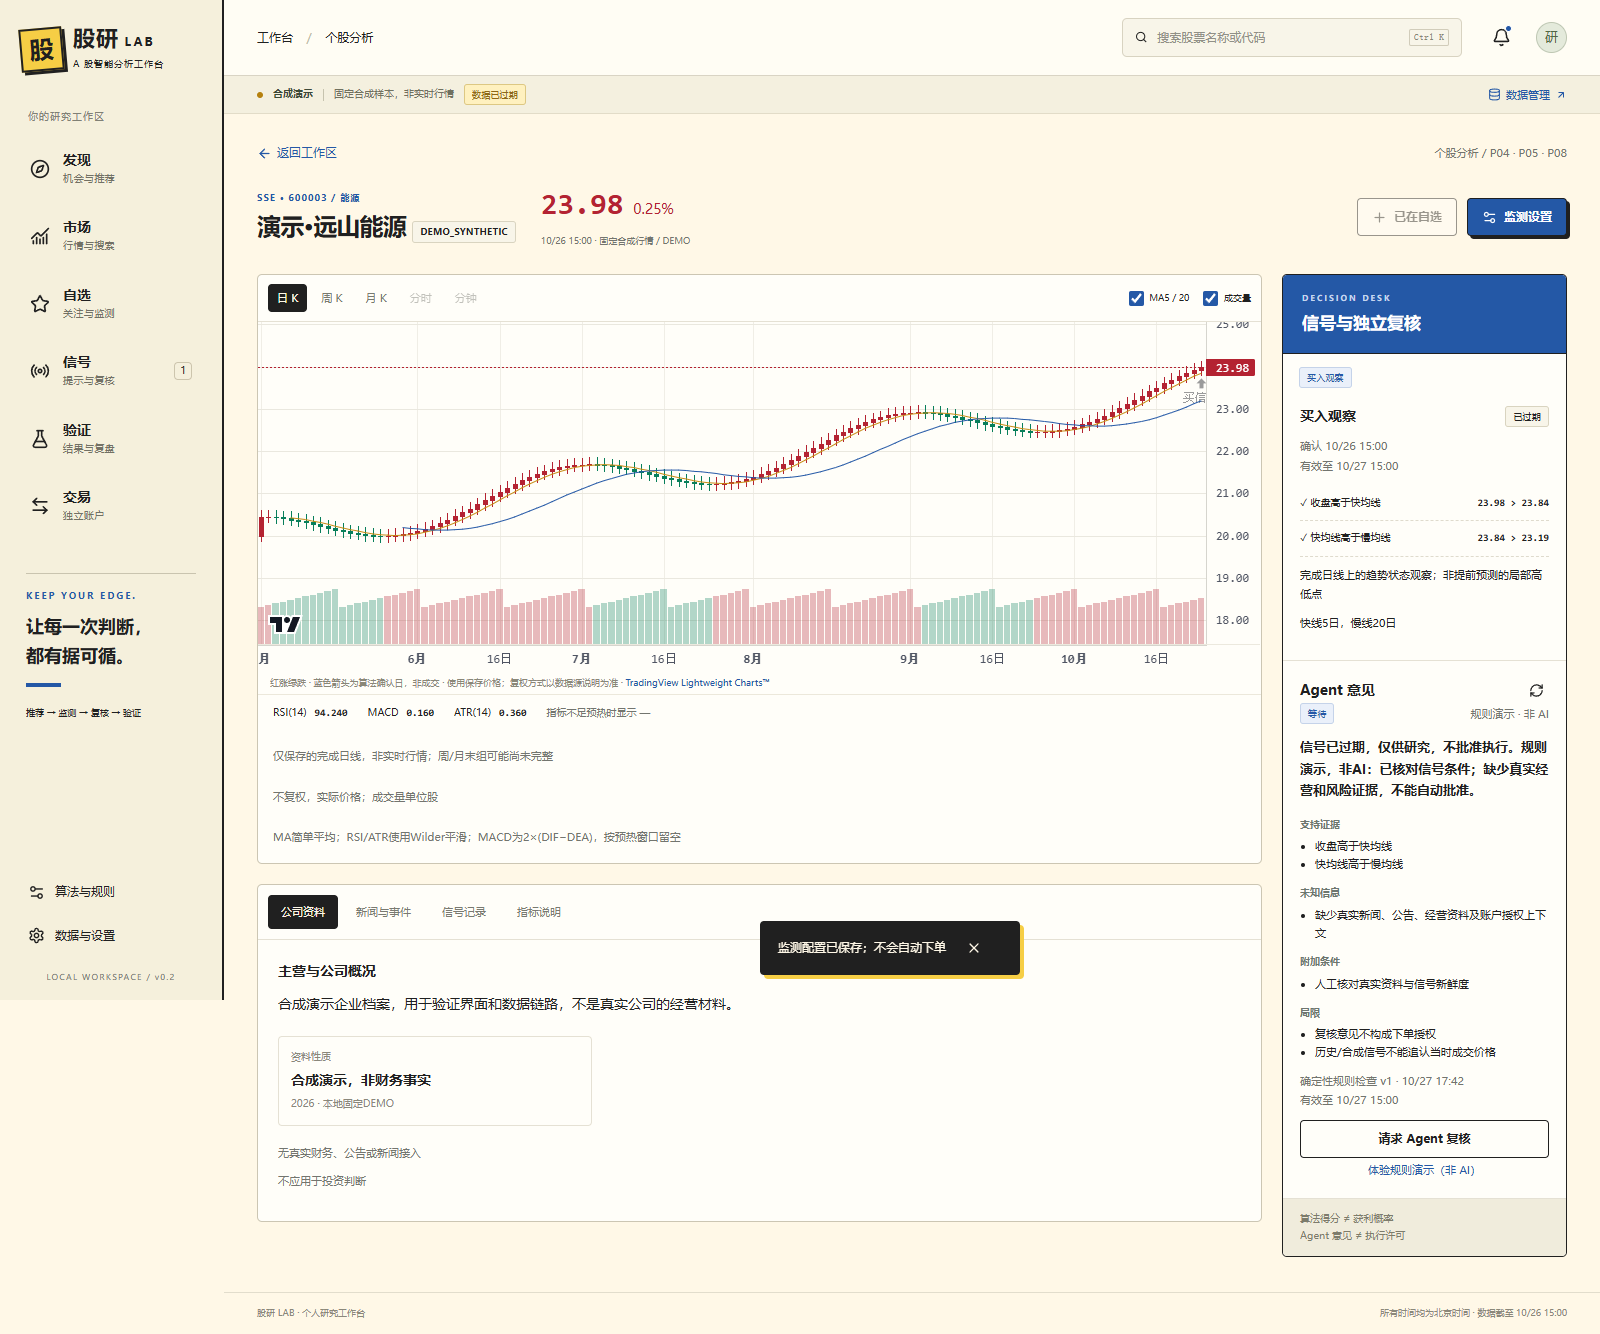 股
股研 LAB
A 股智能分析工作台
你的研究工作区
发现
机会与推荐
市场
行情与搜索
自选
关注与监测
信号
提示与复核
1
验证
结果与复盘
交易
独立账户
KEEP YOUR EDGE.
让每一次判断，
都有据可循。
推荐 → 监测 → 复核 → 验证
算法与规则
数据与设置
LOCAL WORKSPACE / v0.2
工作台 / 个股分析
搜索股票名称或代码
Ctrl K
研
合成演示
固定合成样本，非实时行情
数据已过期
数据管理
返回工作区
个股分析 / P04 · P05 · P08
SSE • 600003 / 能源
演示·远山能源
DEMO_SYNTHETIC
23.98 0.25%
10/26 15:00 · 固定合成行情 / DEMO
已在自选
监测设置
日 K
周 K
月 K
分时
分钟
MA5 / 20
成交量
25.00
23.98
23.00
22.00
21.00
20.00
19.00
18.00
买信
月
6月
16日
7月
16日
8月
9月
16日
10月
16日
红涨绿跌 · 蓝色箭头为算法确认日，非成交 · 使用保存价格；复权方式以数据源说明为准 · TradingView Lightweight Charts™
RSI(14) 94.240 MACD 0.160 ATR(14) 0.360 指标不足预热时显示 —
仅保存的完成日线，非实时行情；周/月末组可能尚未完整
不复权，实际价格；成交量单位股
MA简单平均；RSI/ATR使用Wilder平滑；MACD为2×(DIF−DEA)，按预热窗口留空
公司资料
新闻与事件
信号记录
指标说明
监测配置已保存；不会自动下单
主营与公司概况
合成演示企业档案，用于验证界面和数据链路，不是真实公司的经营材料。
资料性质
合成演示，非财务事实
2026 · 本地固定DEMO
无真实财务、公告或新闻接入
不应用于投资判断
DECISION DESK
信号与独立复核
买入观察
买入观察
已过期
确认 10/26 15:00
有效至 10/27 15:00
✓ 收盘高于快均线 23.98 > 23.84
✓ 快均线高于慢均线 23.84 > 23.19
完成日线上的趋势状态观察；非提前预测的局部高
低点
快线5日，慢线20日
Agent 意见
等待
规则演示 · 非 AI
信号已过期，仅供研究，不批准执行。规则
演示，非AI：已核对信号条件；缺少真实经
营和风险证据，不能自动批准。
支持证据
• 收盘高于快均线
• 快均线高于慢均线
未知信息
• 缺少真实新闻、公告、经营资料及账户授权上下
文
附加条件
• 人工核对真实资料与信号新鲜度
局限
• 复核意见不构成下单授权
• 历史/合成信号不能追认当时成交价格
确定性规则检查 v1 · 10/27 17:42
有效至 10/27 15:00
请求 Agent 复核
体验规则演示（非 AI）
算法得分 ≠ 获利概率
Agent 意见 ≠ 执行许可
股研 LAB · 个人研究工作台
所有时间均为北京时间 · 数据截至 10/26 15:00